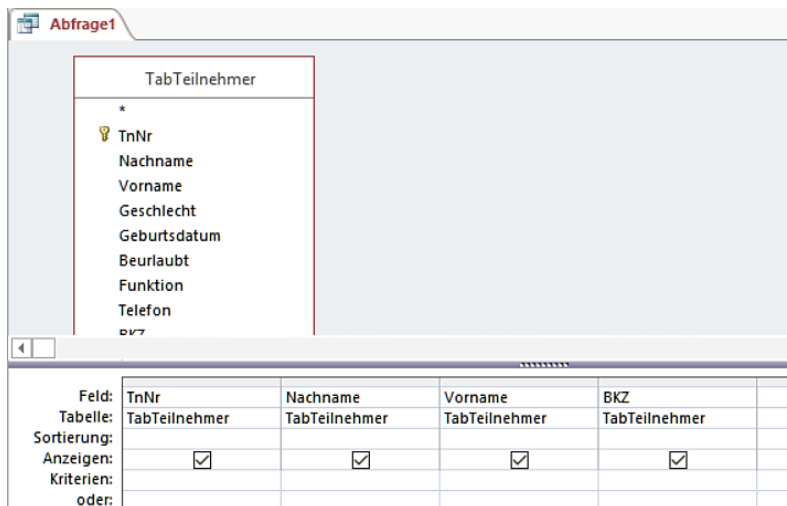 Abfrage1
TabTeilnehmer
*
TnNr
Nachname
Vorname
Geschlecht
Geburtsdatum
Beurlaubt
Funktion
Telefon
BKZ
Feld: TnNr Nachname Vorname BKZ
Tabelle: TabTeilnehmer TabTeilnehmer TabTeilnehmer TabTeilnehmer
Sortierung:
Anzeigen:
Kriterien:
oder: